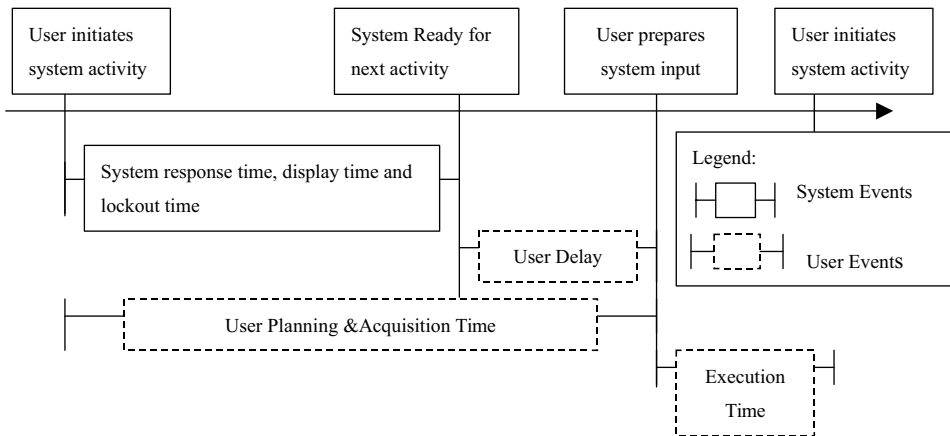 User initiates
system activity
System Ready for
next activity
User prepares
system input
User initiates
system activity
System response time, display time and
lockout time
Legend:
System Events
User Events
User Delay
User Planning &Acquisition Time
Execution
Time